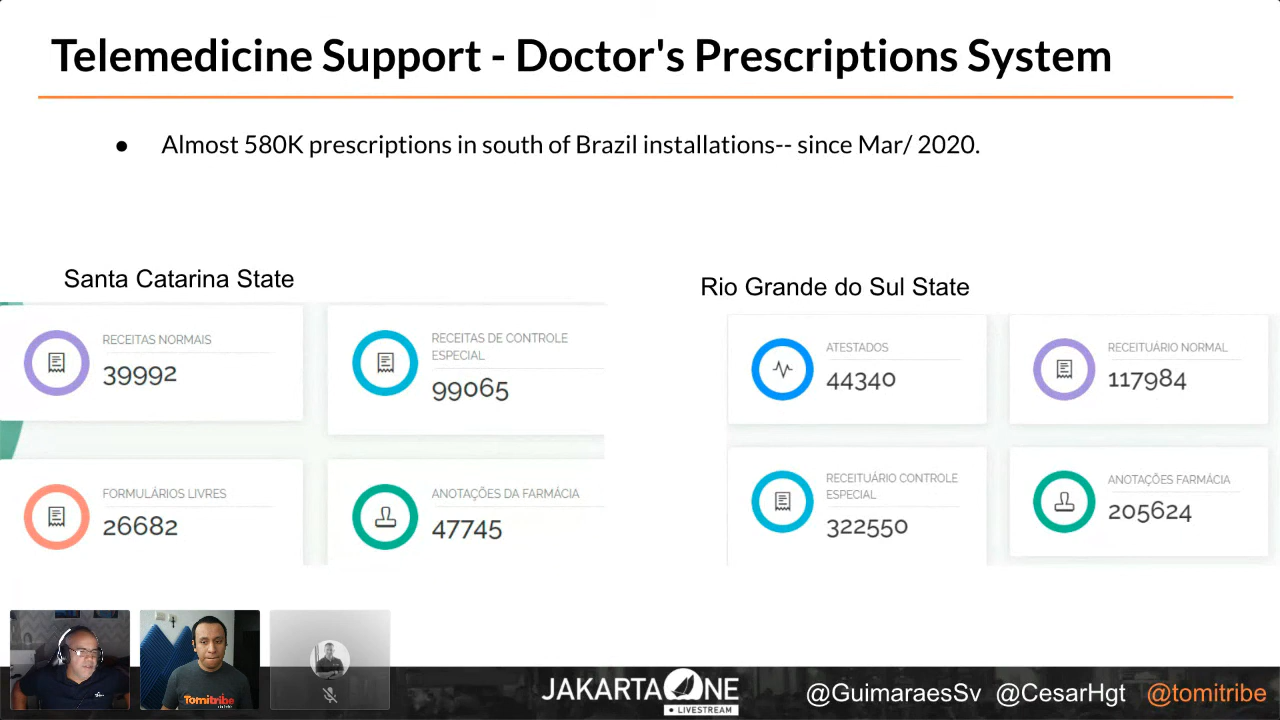 Telemedicine Support - Doctor's Prescriptions System
● Almost 580K prescriptions in south of Brazil installations-- since Mar/ 2020.
Santa Catarina State
RECEITAS NORMAIS
39992
RECEITAS DE CONTROLE
ESPECIAL
99065
FORMULÁRIOS LIVRES
26682
ANOTAÇÕES DA FARMÁCIA
47745
Rio Grande do Sul State
ATESTADOS
44340
RECEITUÁRIO NORMAL
117984
RECEITUÁRIO CONTROLE
ESPECIAL
322550
ANOTAÇÕES FARMÁCIA
205624
Tomitribe
JAKARTAONE
LIVESTREAM
@GuimaraesSv @CesarHgt @tomitribe